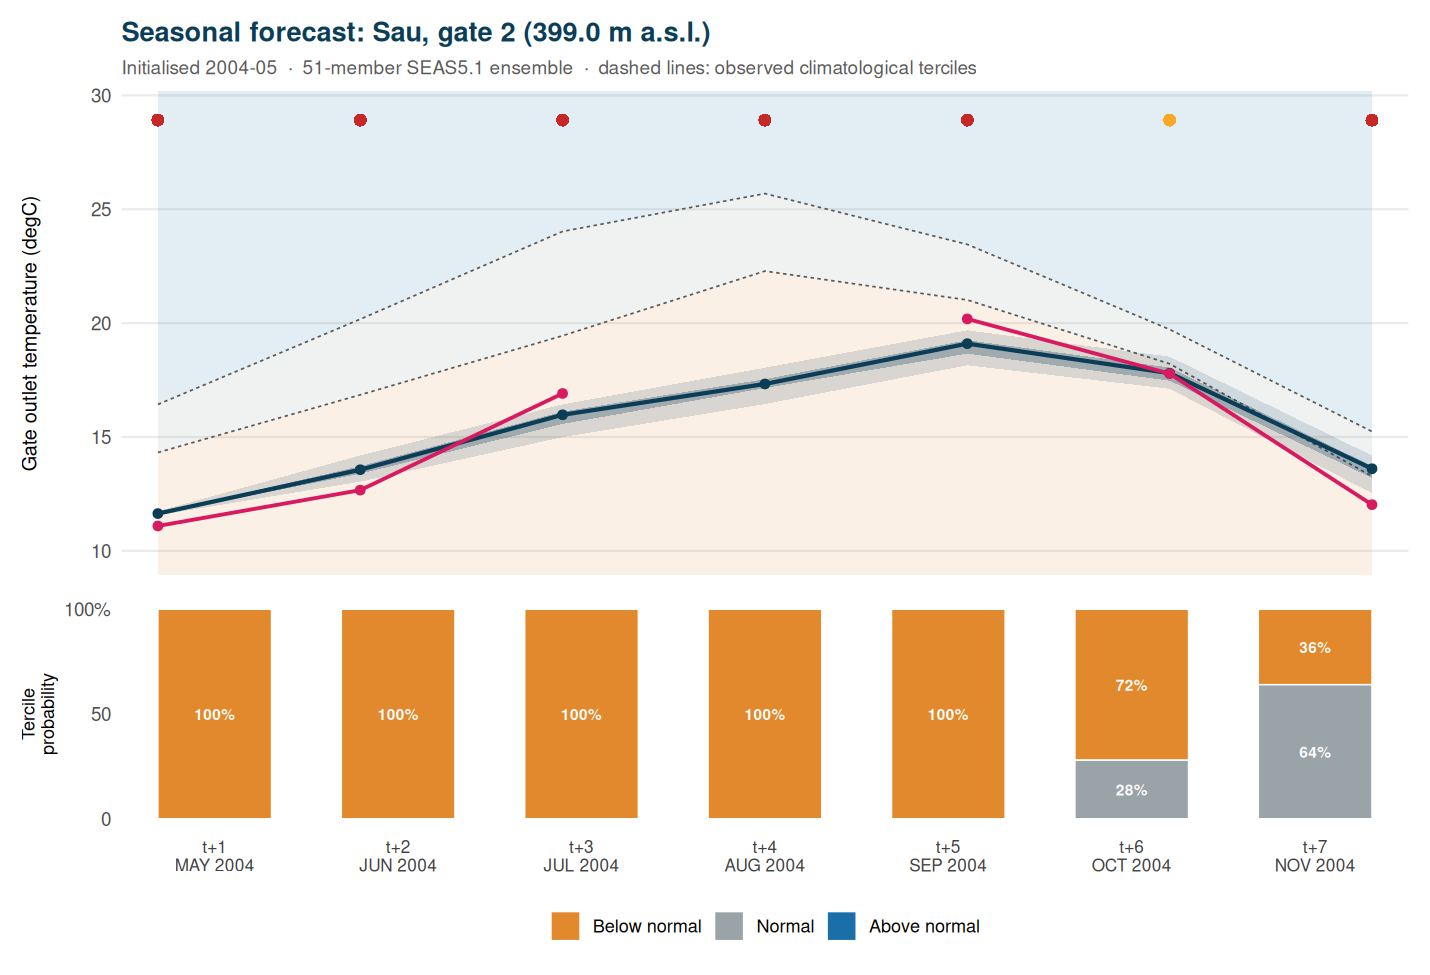 Seasonal forecast: Sau, gate 2 (399.0 m a.s.l.)
Initialised 2004-05 · 51-member SEAS5.1 ensemble · dashed lines: observed climatological terciles
Gate outlet temperature (degC)
30
25
20
15
10
Tercile
probability
100%
50
0
100%
100%
100%
100%
100%
72%
28%
36%
64%
t+1
MAY 2004
t+2
JUN 2004
t+3
JUL 2004
t+4
AUG 2004
t+5
SEP 2004
t+6
OCT 2004
t+7
NOV 2004
Below normal
Normal
Above normal